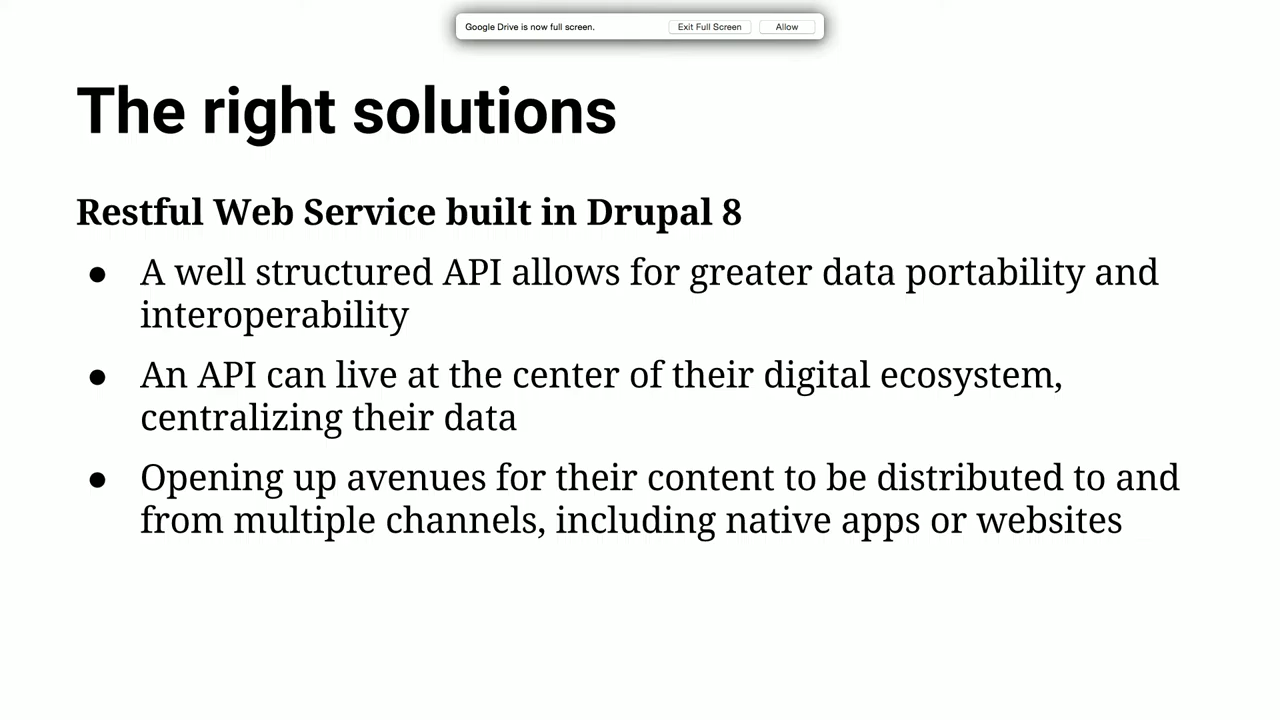 Google Drive is now full screen. Exit Full Screen Allow
The right solutions
Restful Web Service built in Drupal 8
● A well structured API allows for greater data portability and
interoperability
● An API can live at the center of their digital ecosystem,
centralizing their data
● Opening up avenues for their content to be distributed to and
from multiple channels, including native apps or websites